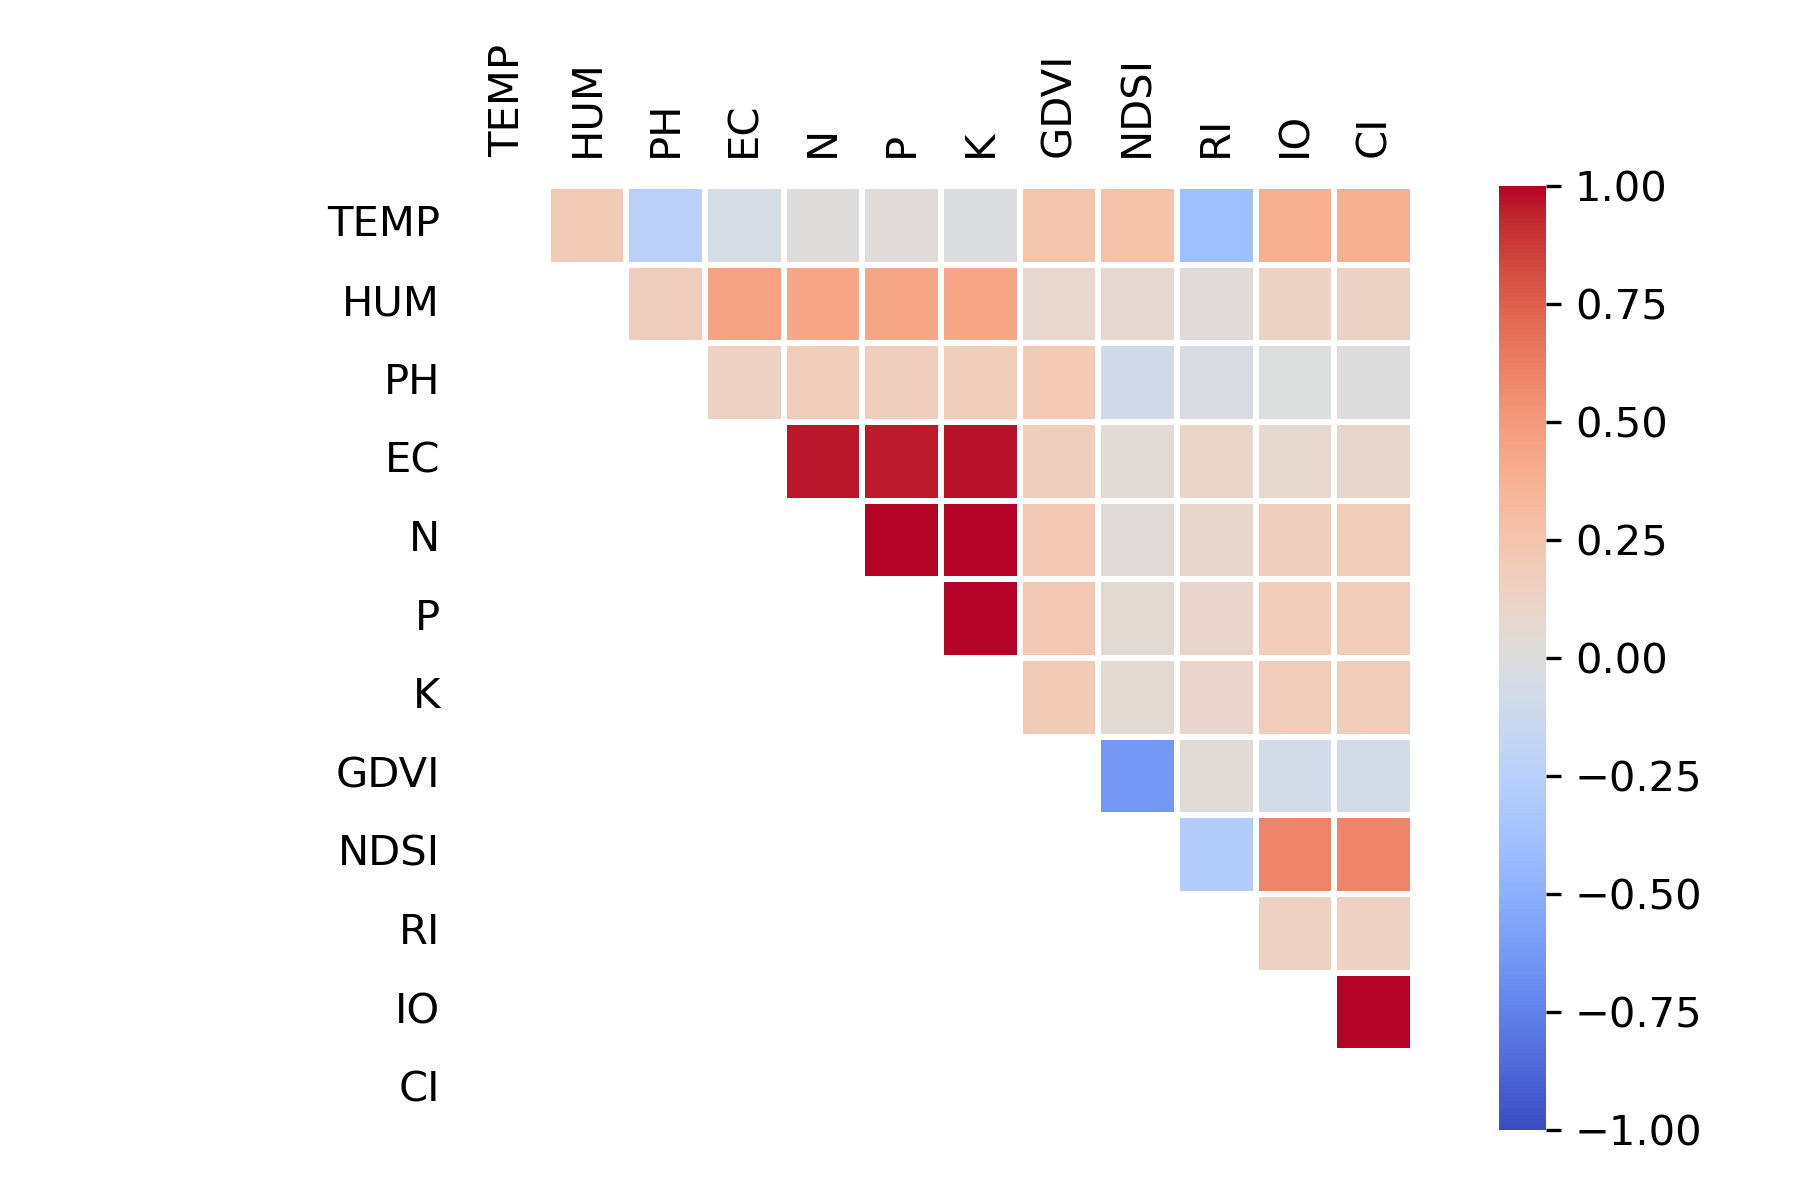 TEMP HUM PH EC N P K GDVI NDSI RI IO CI
TEMP
HUM
PH
EC
N
P
K
GDVI
NDSI
RI
IO
CI
1.00
0.75
0.50
0.25
0.00
−0.25
−0.50
−0.75
−1.00